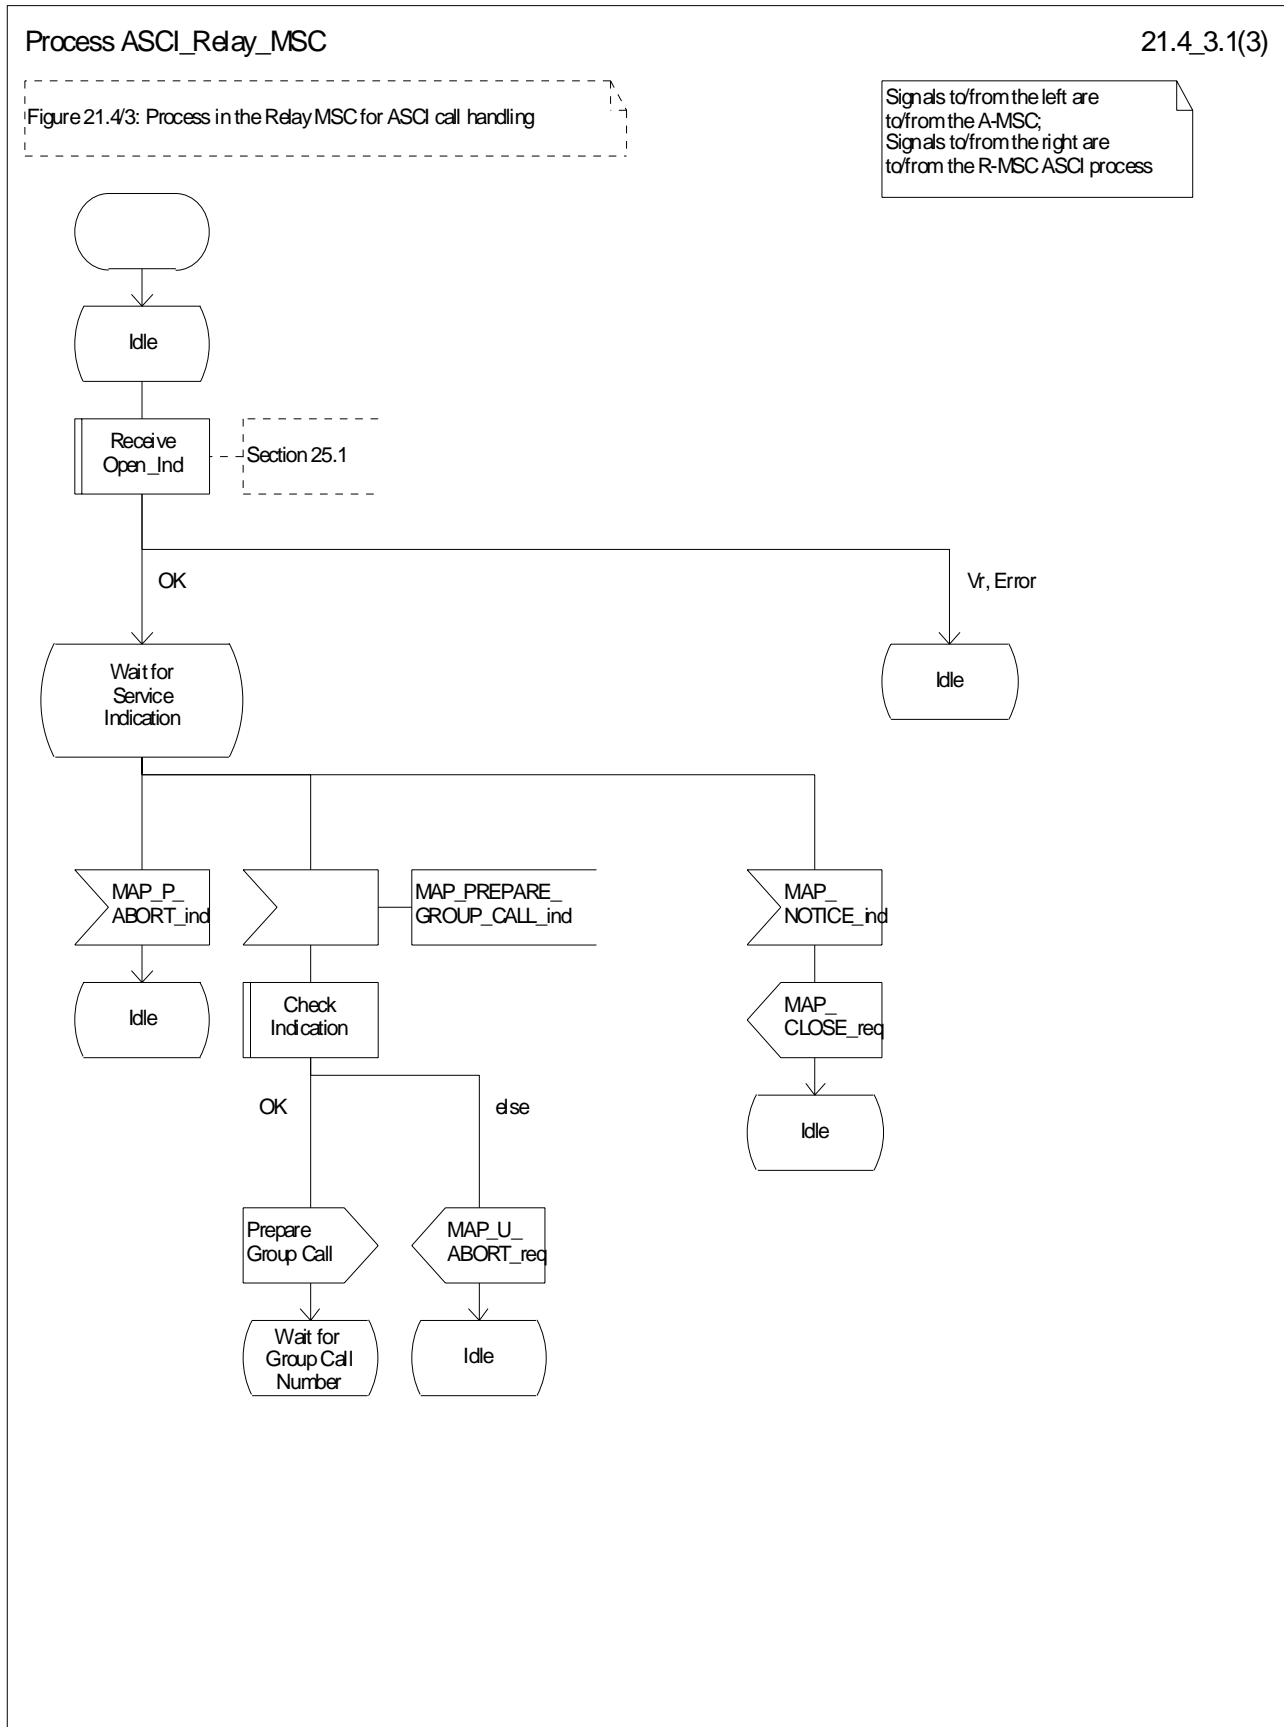 Process ASCI_Relay_MSC
21.4_3.1(3)
Figure 21.4/3: Process in the Relay MSC for ASCI call handling
Signals to/from the left are
to/from the A-MSC;
Signals to/from the right are
to/from the R-MSC ASCI process
Idle
Receive
Open_Ind
Section 25.1
OK
Vr, Error
Wait for
Service
Indication
Idle
MAP_P_
ABORT_ind
MAP_PREPARE_
GROUP_CALL_ind
MAP_
NOTICE_ind
Idle
Check
Indication
MAP_
CLOSE_req
OK
else
Idle
Prepare
Group Call
MAP_U_
ABORT_req
Wait for
Group Call
Number
Idle